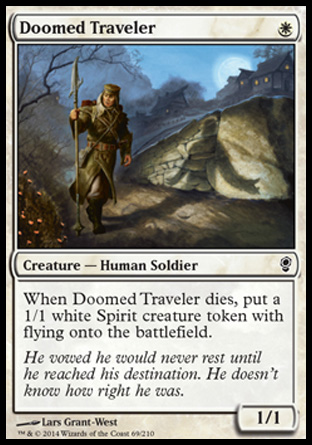 Doomed Traveler
Creature — Human Soldier
When Doomed Traveler dies, put a
1/1 white Spirit creature token with
flying onto the battlefield.
He vowed he would never rest until
he reached his destination. He doesn't
know how right he was.
Lars Grant-West
™ & © 2014 Wizards of the Coast 69/210
1/1